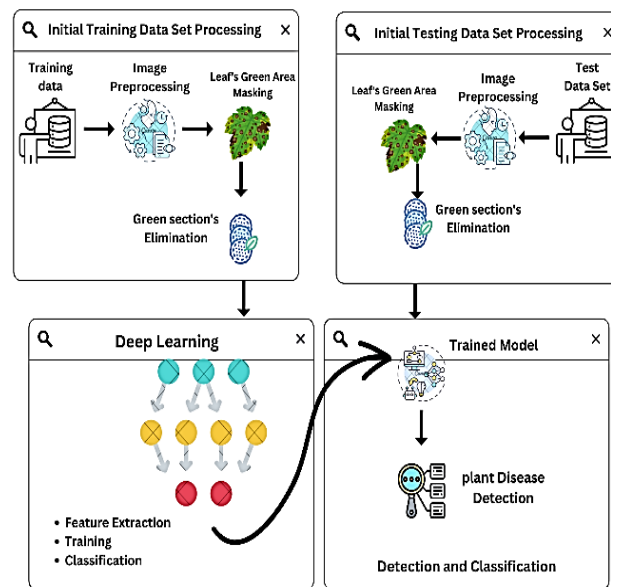 Initial Training Data Set Processing
X
Training
data
Image
Preprocessing
Leaf's Green Area
Masking
Green section's
Elimination
Initial Testing Data Set Processing
X
Leaf's Green Area
Masking
Image
Preprocessing
Test
Data Set
Green section's
Elimination
Deep Learning
X
• Feature Extraction
• Training
• Classification
Trained Model
X
plant Disease
Detection
Detection and Classification